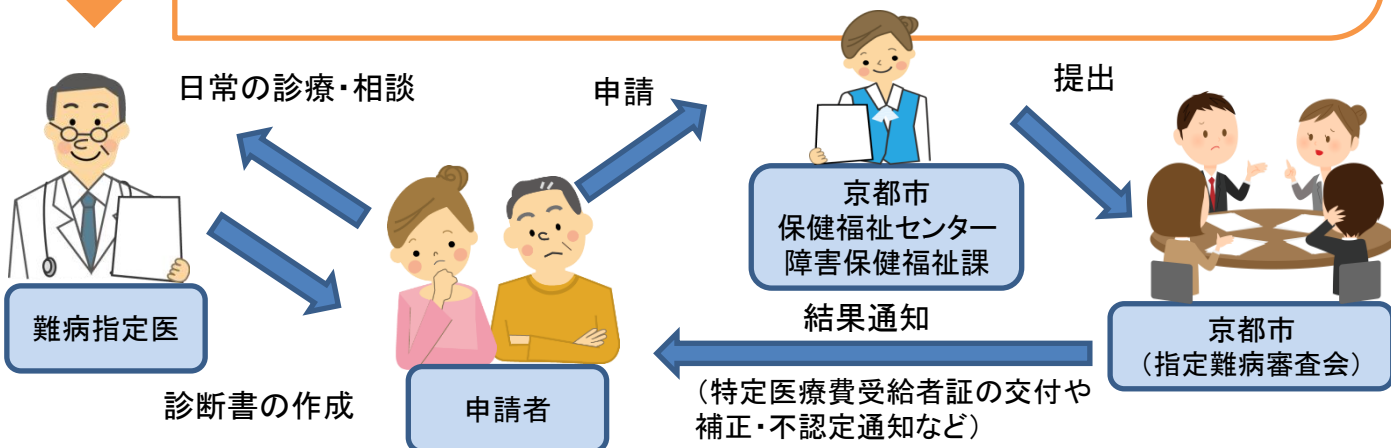 日常の診療・相談
申請
提出
京都市
保健福祉センター
障害保健福祉課
難病指定医
結果通知
京都市
（指定難病審査会）
診断書の作成
申請者
（特定医療費受給者証の交付や
補正・不認定通知など）